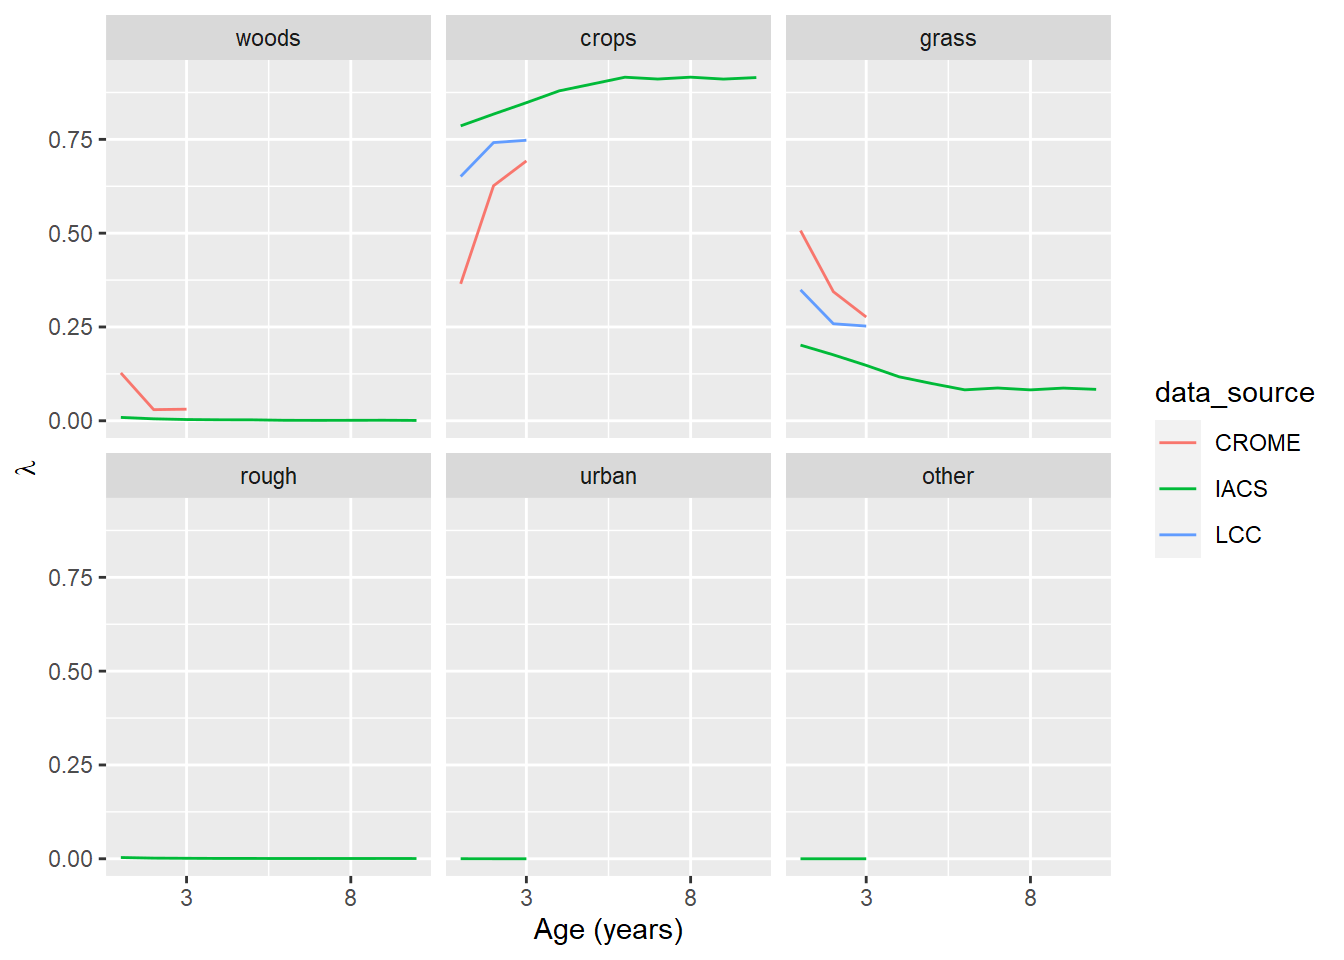 woods crops grass
0.75
0.50
0.25
0.00
λ
rough urban other
0.75
0.50
0.25
0.00
3 8 3 8 3 8
Age (years)
data_source
CROME
IACS
LCC